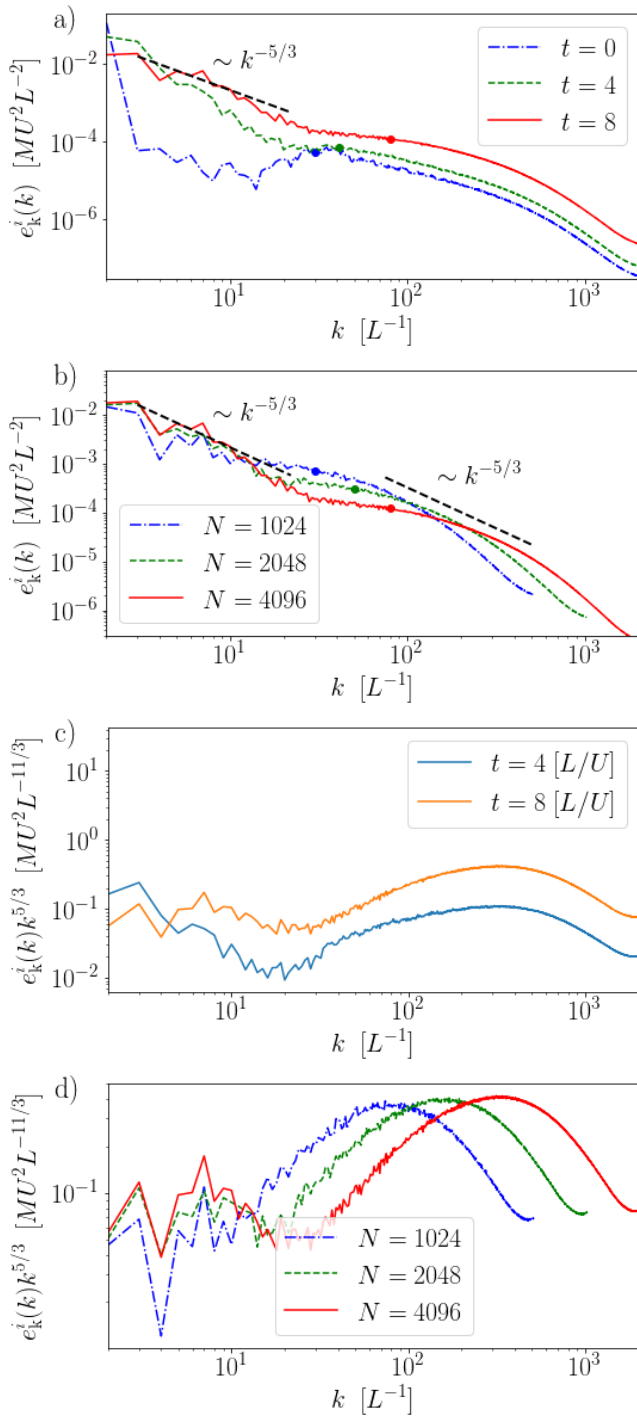 a)
∼ k^{-5/3}
t = 0
t = 4
t = 8
10^{-2}
10^{-4}
10^{-6}
e_k^i(k) [MU^2L^{-2}]
10^1
10^2
10^3
k [L^{-1}]
b)
∼ k^{-5/3}
∼ k^{-5/3}
10^{-2}
10^{-3}
10^{-4}
10^{-5}
10^{-6}
e_k^i(k) [MU^2L^{-2}]
N = 1024
N = 2048
N = 4096
10^1
10^2
10^3
k [L^{-1}]
c)
t = 4 [L/U]
t = 8 [L/U]
10^1
10^0
10^{-1}
10^{-2}
e_k^i(k)k^{5/3} [MU^2L^{-11/3}]
10^1
10^2
10^3
k [L^{-1}]
d)
10^{-1}
e_k^i(k)k^{5/3} [MU^2L^{-11/3}]
N = 1024
N = 2048
N = 4096
10^1
10^2
10^3
k [L^{-1}]